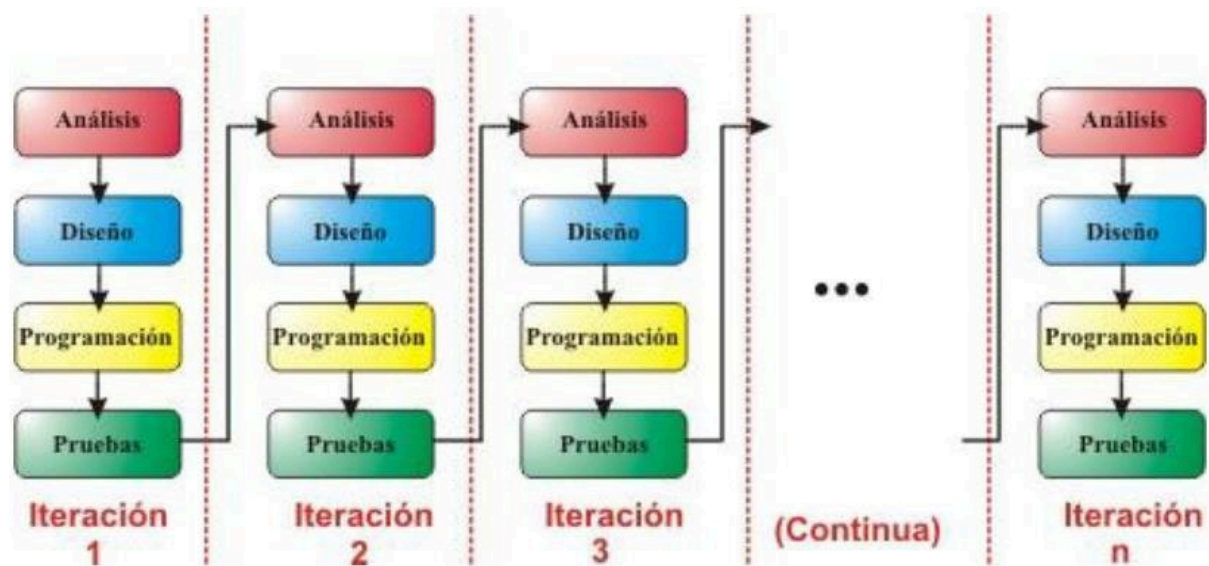 Análisis
Diseño
Programación
Pruebas
Iteración
1
Análisis
Diseño
Programación
Pruebas
Iteración
2
Análisis
Diseño
Programación
Pruebas
Iteración
3
...
(Continua)
Análisis
Diseño
Programación
Pruebas
Iteración
n